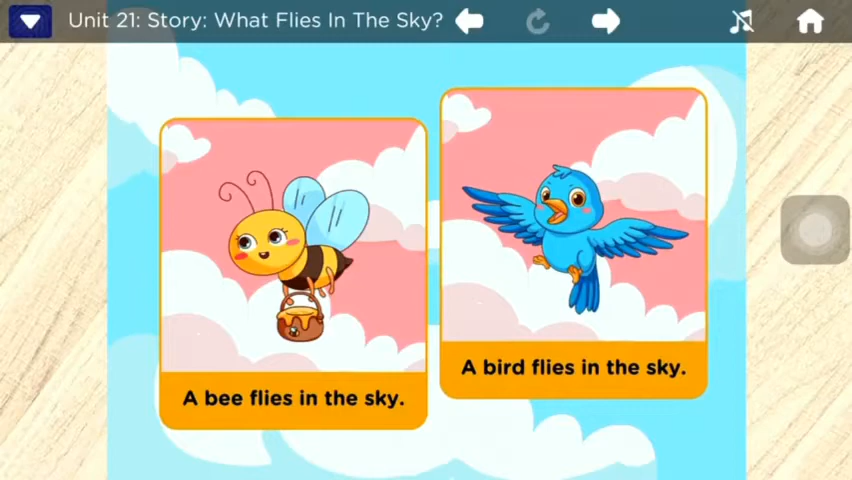 Unit 21: Story: What Flies In The Sky?
A bee flies in the sky.
A bird flies in the sky.